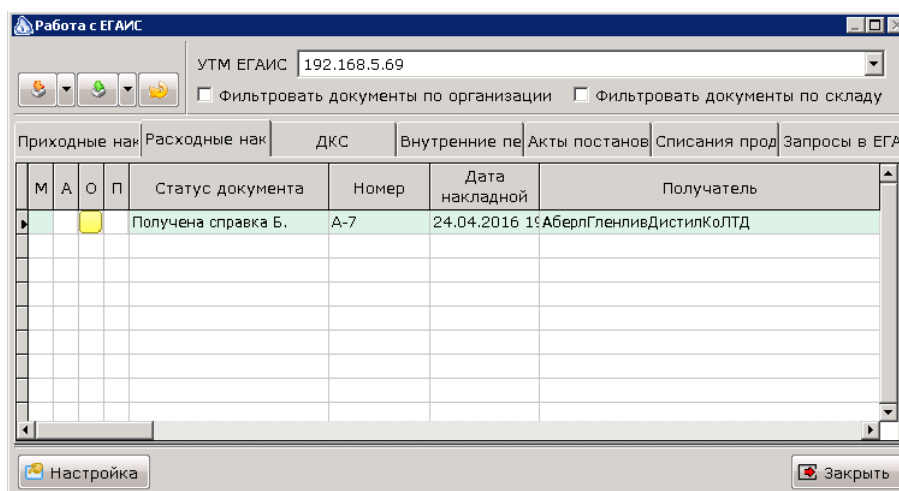 Работа с ЕГАИС
УТМ ЕГАИС 192.168.5.69
Фильтровать документы по организации Фильтровать документы по складу
Приходные нак Расходные нак ДКС Внутренние пе Акты постанов Списания прод Запросы в ЕГА
М А О П Статус документа Номер Дата накладной Получатель
Получена справка Б. А-7 24.04.2016 19 АберлГленливДистилКоЛТД
Настройка Закрыть